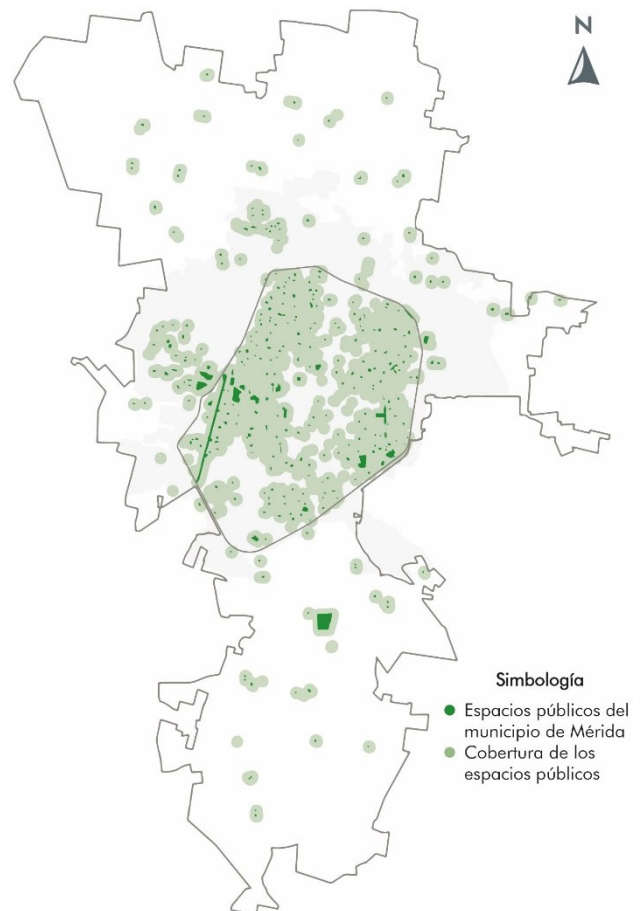 N
Simbología
Espacios públicos del
municipio de Mérida
Cobertura de los
espacios públicos